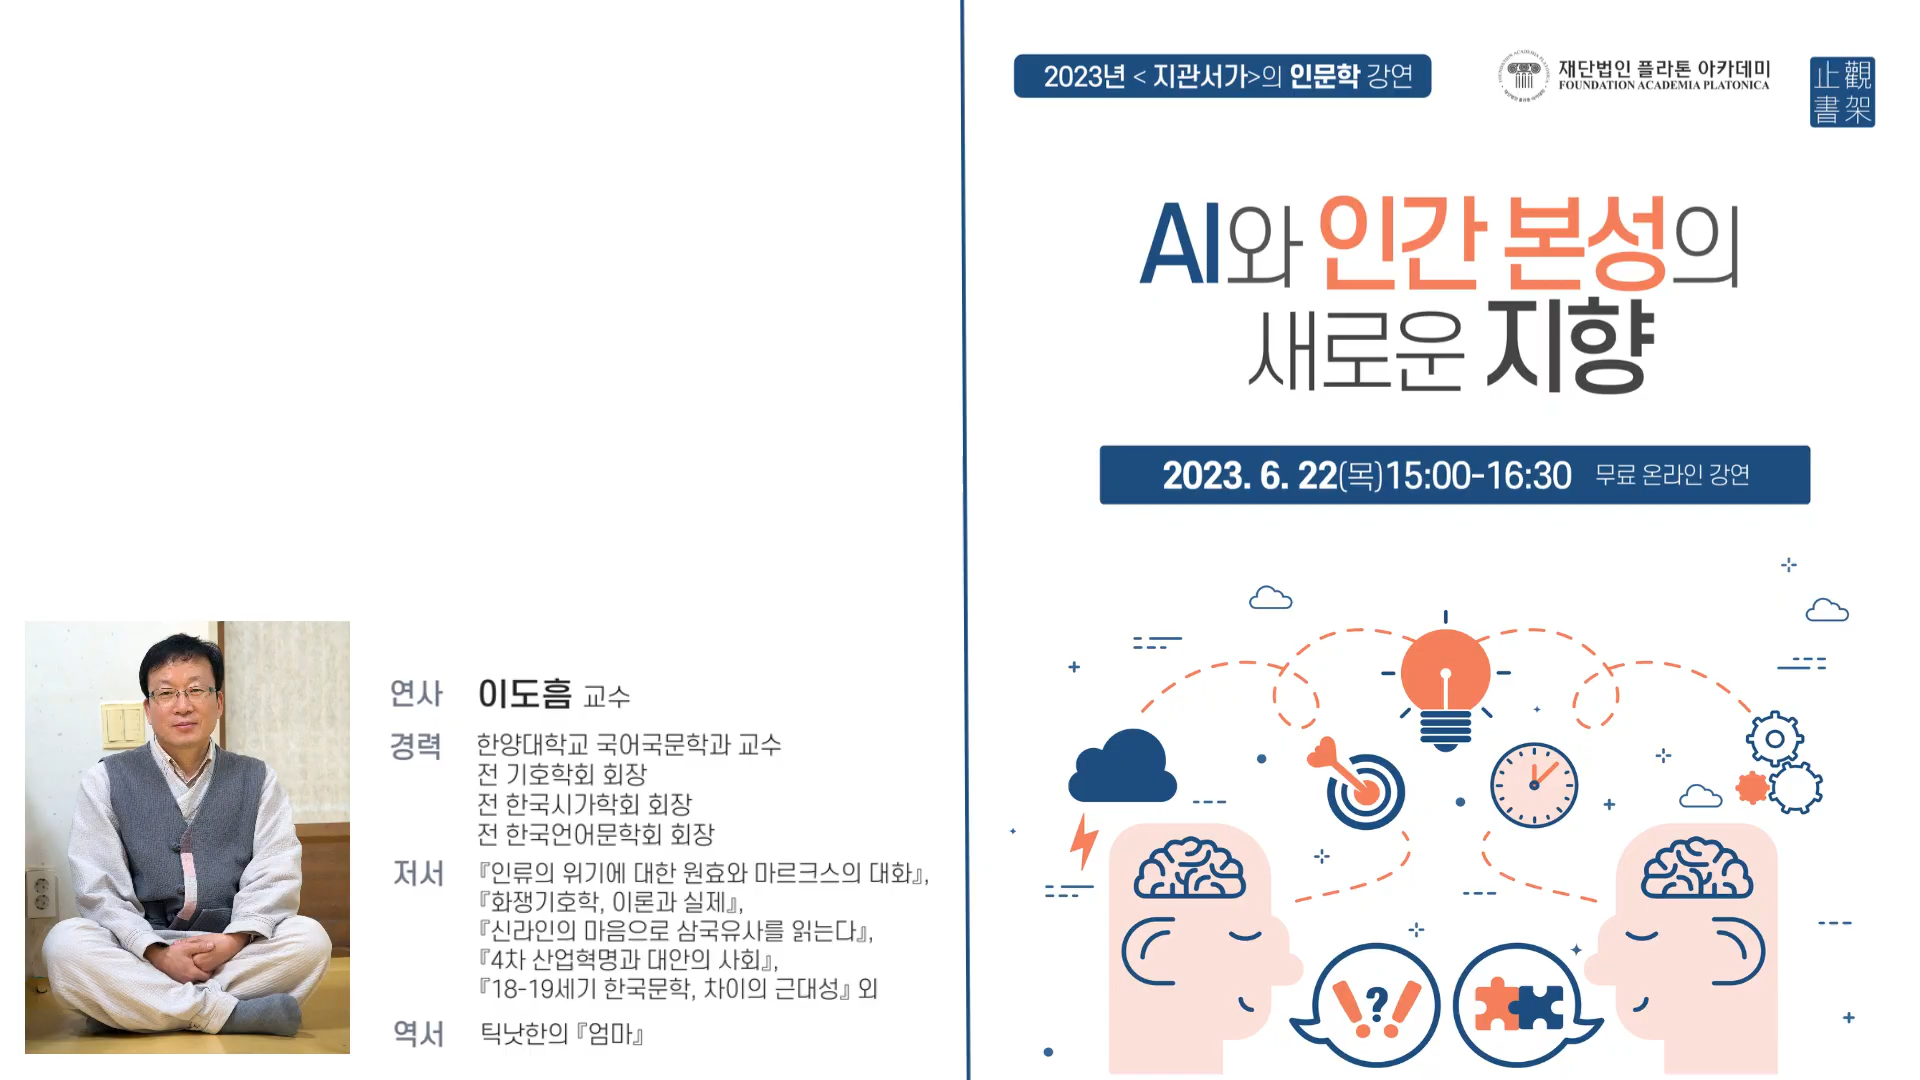 연사 이도흠 교수
경력 한양대학교 국어국문학과 교수
전 기호학회 회장
전 한국시가학회 회장
전 한국언어문학회 회장
저서 『인류의 위기에 대한 원효와 마르크스의 대화』,
『화쟁기호학, 이론과 실제』,
『신라인의 마음으로 삼국유사를 읽는다』,
『4차 산업혁명과 대안의 사회』,
『18-19세기 한국문학, 차이의 근대성』 외
역서 틱낫한의 『엄마』
2023년 < 지관서가>의 인문학 강연
재단법인 플라톤 아카데미
FOUNDATION ACADEMIA PLATONICA
止觀
書架
AI와 인간 본성의
새로운 지향
2023. 6. 22(목)15:00-16:30 무료 온라인 강연
?